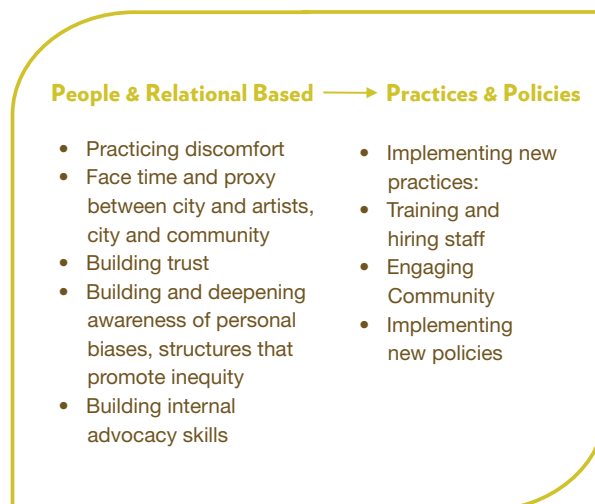 People & Relational Based → Practices & Policies
• Practicing discomfort
• Face time and proxy
between city and artists,
city and community
• Building trust
• Building and deepening
awareness of personal
biases, structures that
promote inequity
• Building internal
advocacy skills
• Implementing new
practices:
• Training and
hiring staff
• Engaging
Community
• Implementing
new policies